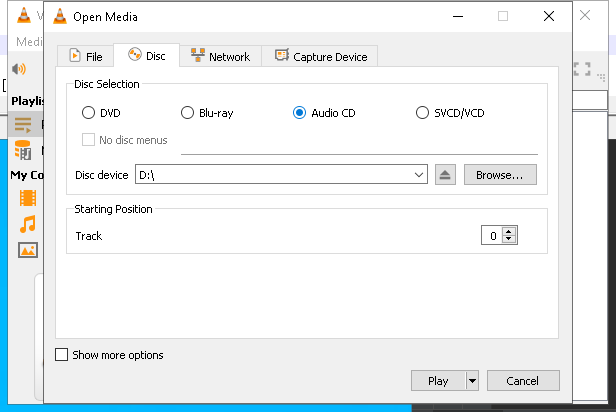 Open Media
Medi
File
Disc
Network
Capture Device
Disc Selection
DVD
Blu-ray
Audio CD
SVCD/VCD
No disc menus
Playlis
Disc device
D:\
Browse...
My Co
Starting Position
Track
0
Show more options
Play
Cancel